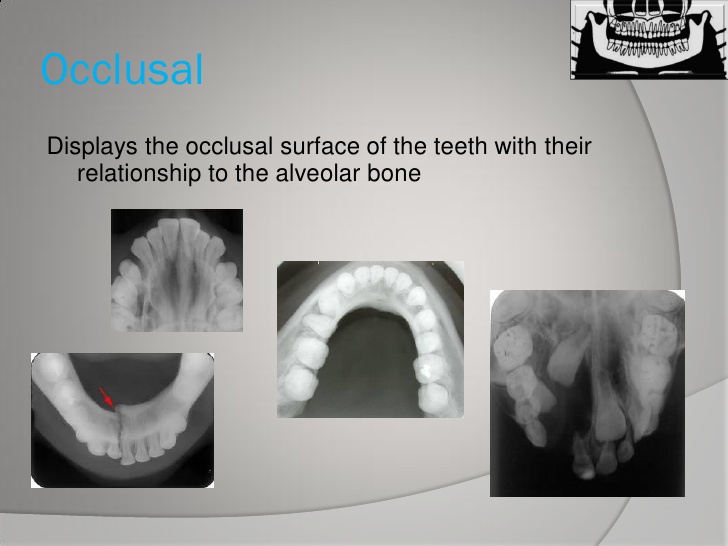 Occlusal
Displays the occlusal surface of the teeth with their
relationship to the alveolar bone